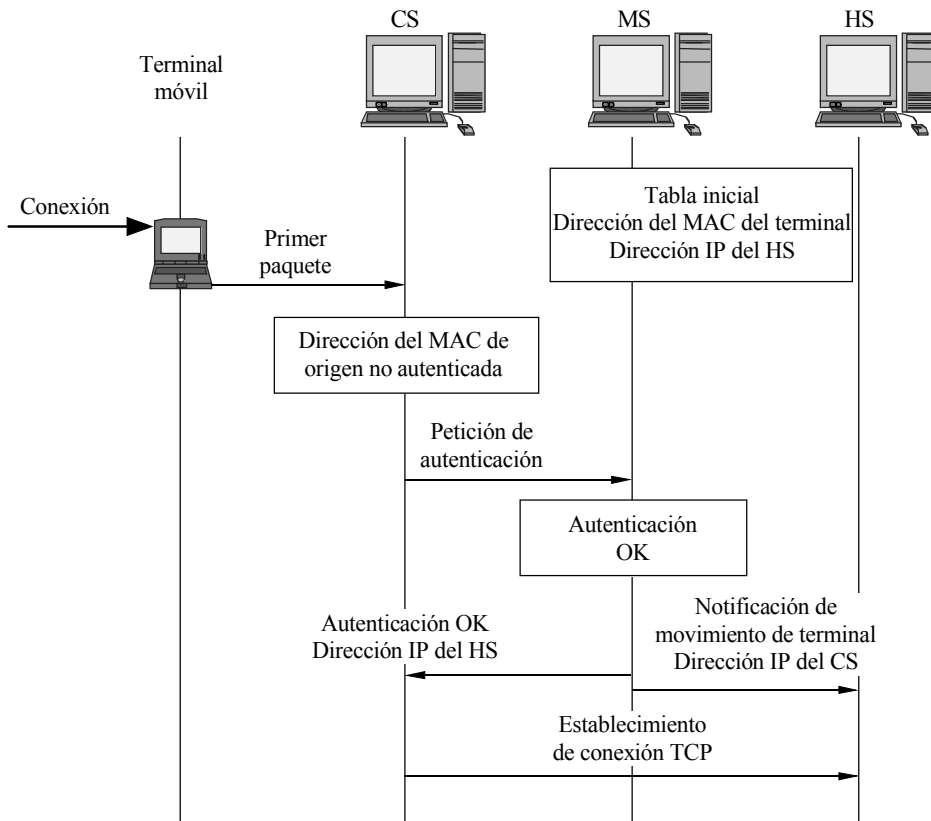 CS
MS
HS
Terminal
móvil
Conexión
Tabla inicial
Dirección del MAC del terminal
Dirección IP del HS
Primer
paquete
Dirección del MAC de
origen no autenticada
Petición de
autenticación
Autenticación
OK
Autenticación OK
Dirección IP del HS
Notificación de
movimiento de terminal
Dirección IP del CS
Establecimiento
de conexión TCP